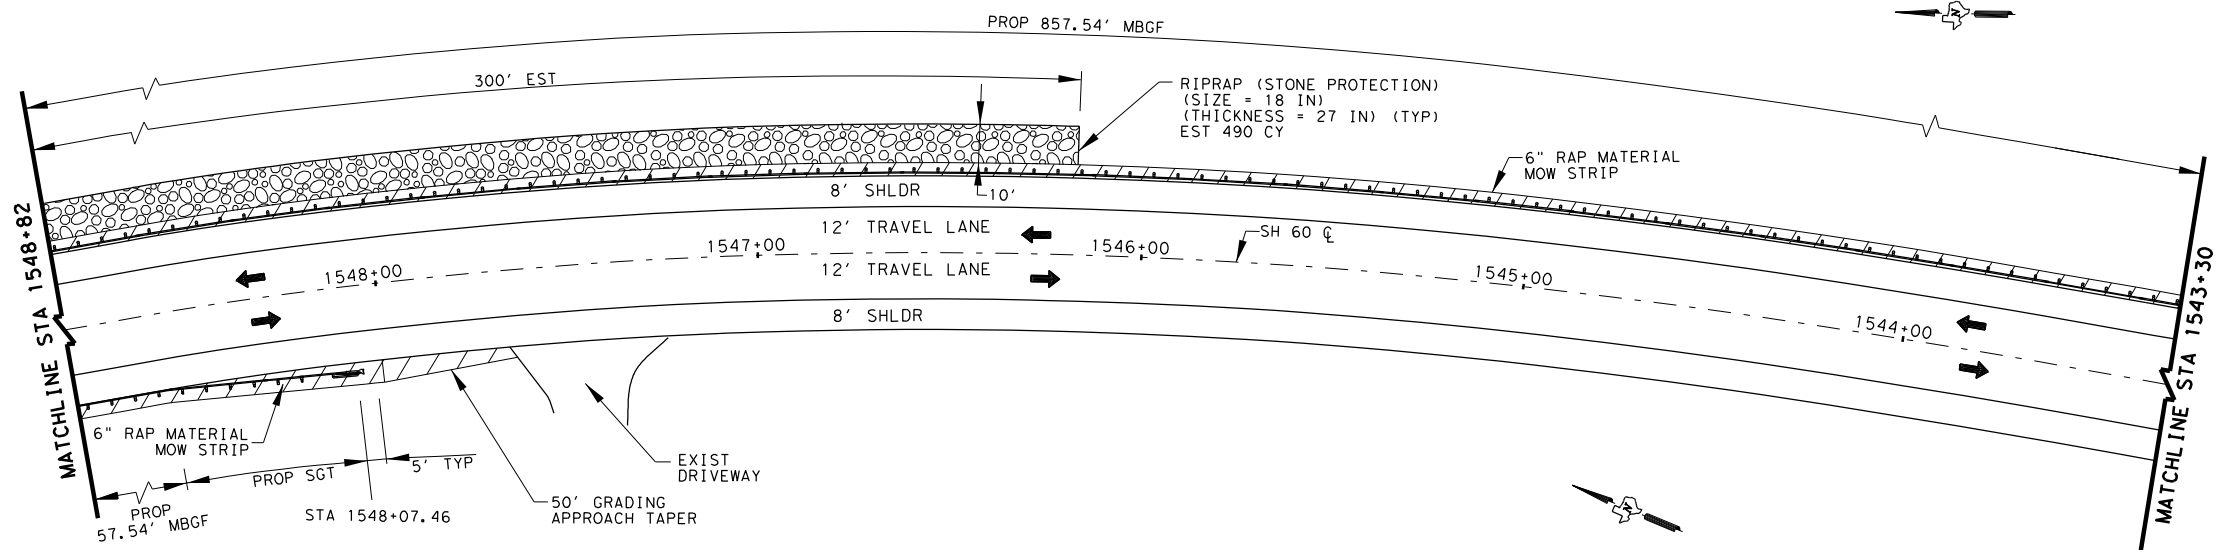 PROP 857.54' MBGF
N
300' EST
RIPRAP (STONE PROTECTION)
(SIZE = 18 IN)
(THICKNESS = 27 IN) (TYP)
EST 490 CY
6" RAP MATERIAL
MOW STRIP
8' SHLDR
10'
12' TRAVEL LANE
SH 60 CL
1548+00
1547+00
1546+00
1545+00
1544+00
12' TRAVEL LANE
8' SHLDR
MATCHLINE STA 1548+82
MATCHLINE STA 1543+30
6" RAP MATERIAL
MOW STRIP
PROP SGT
5' TYP
EXIST
DRIVEWAY
50' GRADING
APPROACH TAPER
STA 1548+07.46
PROP
57.54' MBGF
N